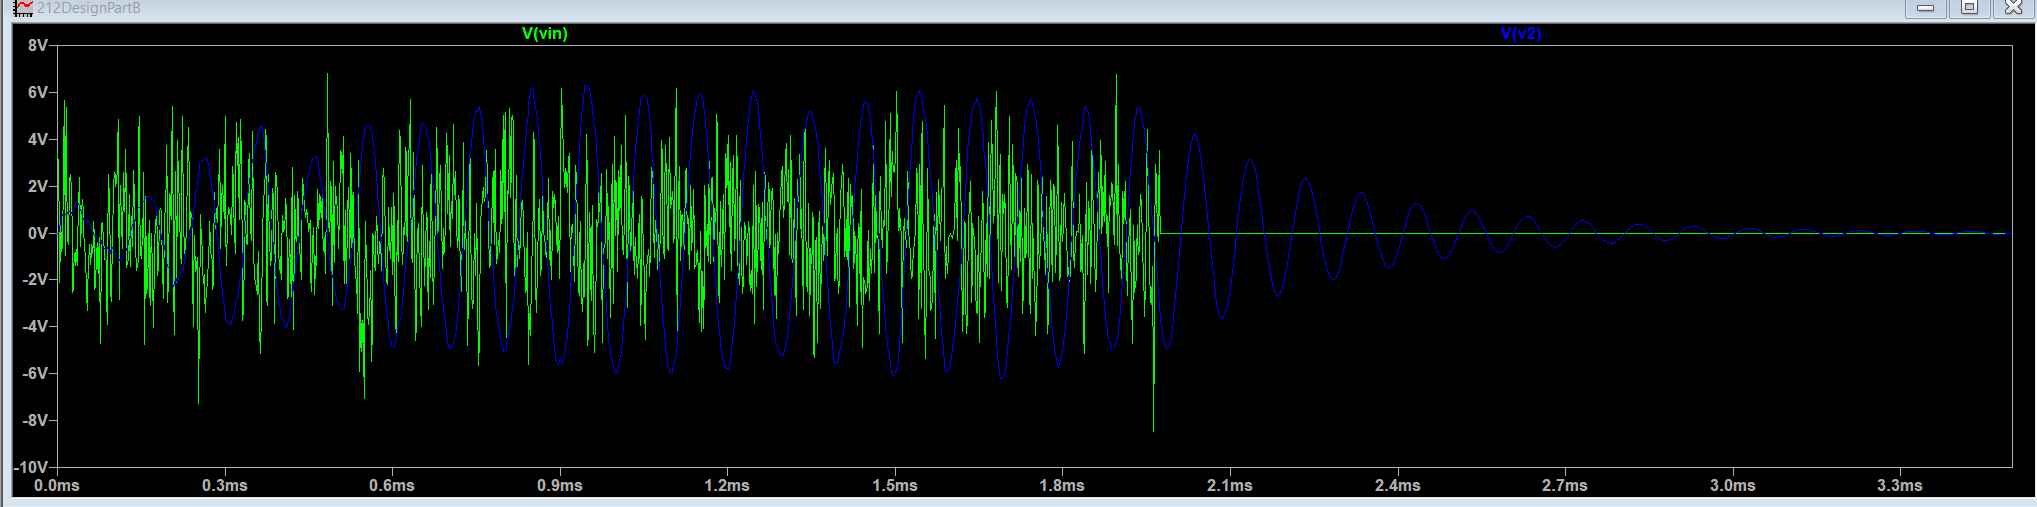 212DesignPartB
V(vin) V(v2)
8V
6V
4V
2V
0V
-2V
-4V
-6V
-8V
-10V
0.0ms 0.3ms 0.6ms 0.9ms 1.2ms 1.5ms 1.8ms 2.1ms 2.4ms 2.7ms 3.0ms 3.3ms